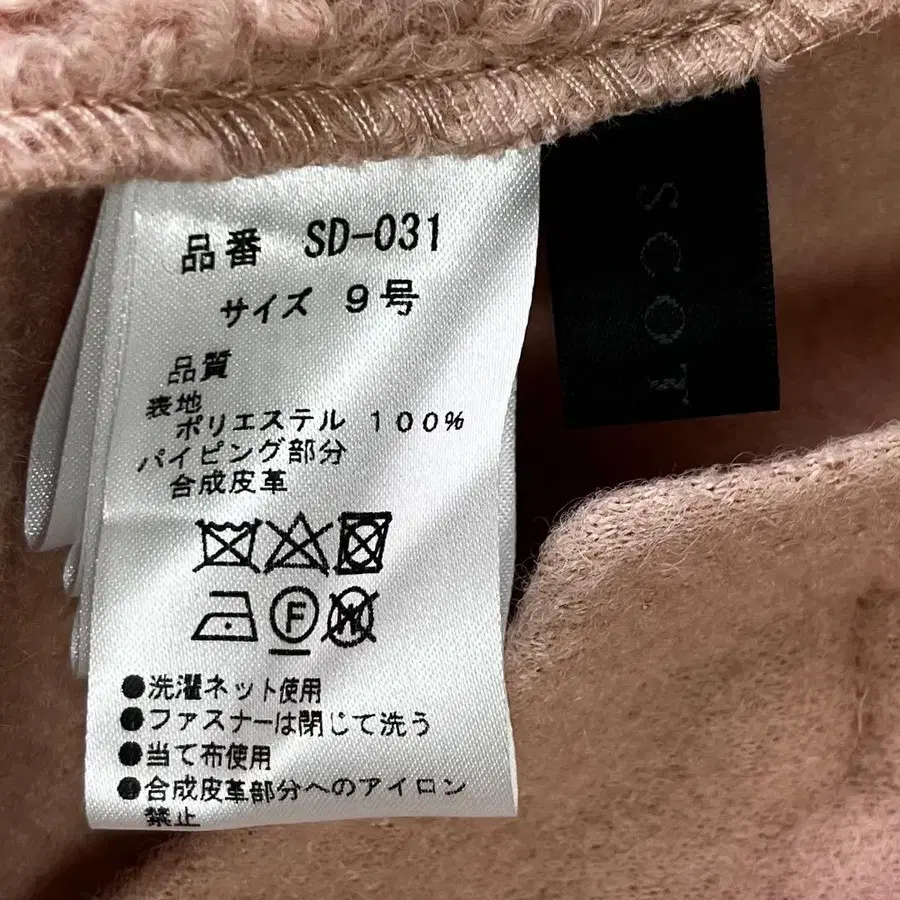 品番 SD-031
サイズ 9号
品質
表地
ポリエステル 100%
パイピング部分
合成皮革
F
W
●洗濯ネット使用
●ファスナーは閉じて洗う
●当て布使用
●合成皮革部分へのアイロン
禁止
SCOT